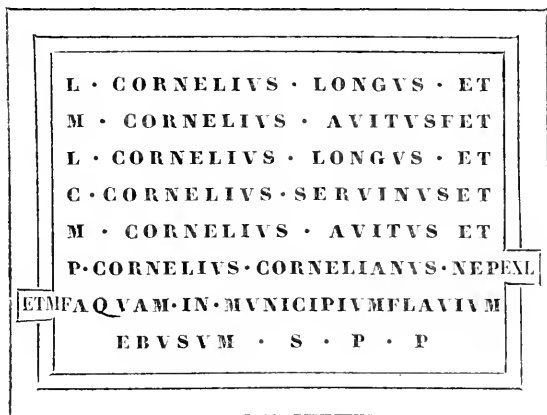 L · CORNELIVS · LONGVS · ET
M · CORNELIVS · AVITVSFET
L · CORNELIVS · LONGVS · ET
C · CORNELIVS · SERVINVSET
M · CORNELIVS · AVITVS ET
P · CORNELIVS · CORNELIANVS · NEPEXL
ETMFAQVAM · IN · MVNICIPIVMFLAVIVM
EBVSVM · S · P · P